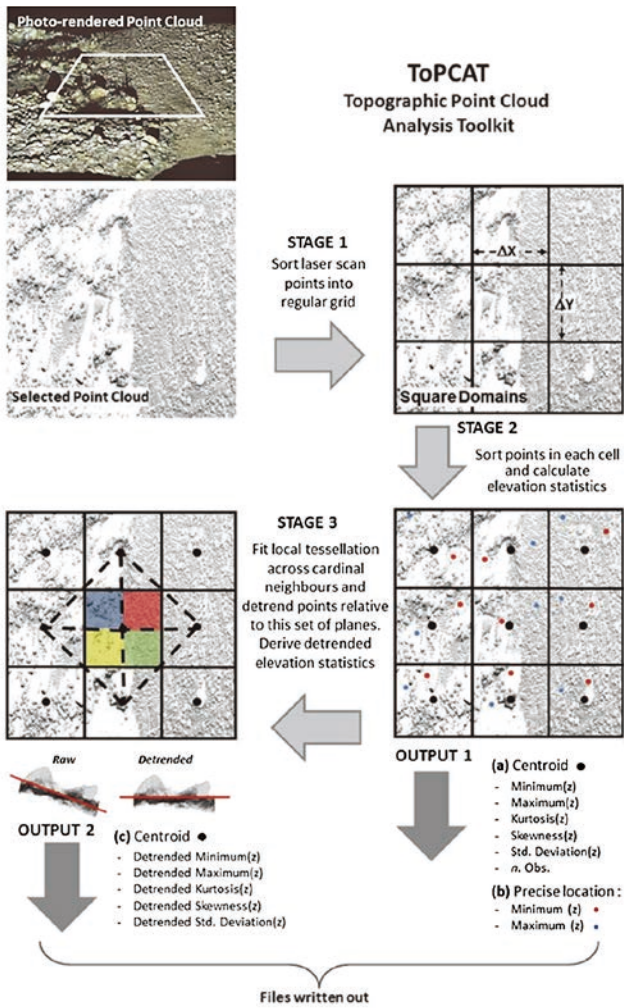 Photo-rendered Point Cloud
ToPCAT
Topographic Point Cloud
Analysis Toolkit
STAGE 1
Sort laser scan
points into
regular grid
ΔX
ΔY
Selected Point Cloud
Square Domains
STAGE 2
Sort points in each cell
and calculate
elevation statistics
STAGE 3
Fit local tessellation
across cardinal
neighbours and
detrend points relative
to this set of planes.
Derive detrended
elevation statistics
Raw
Detrended
OUTPUT 1
(a) Centroid ●
- Minimum(z)
- Maximum(z)
- Kurtosis(z)
- Skewness(z)
- Std. Deviation(z)
- n. Obs.
(b) Precise location :
- Minimum (z) •
- Maximum (z) •
OUTPUT 2
(c) Centroid ●
- Detrended Minimum(z)
- Detrended Maximum(z)
- Detrended Kurtosis(z)
- Detrended Skewness(z)
- Detrended Std. Deviation(z)
Files written out